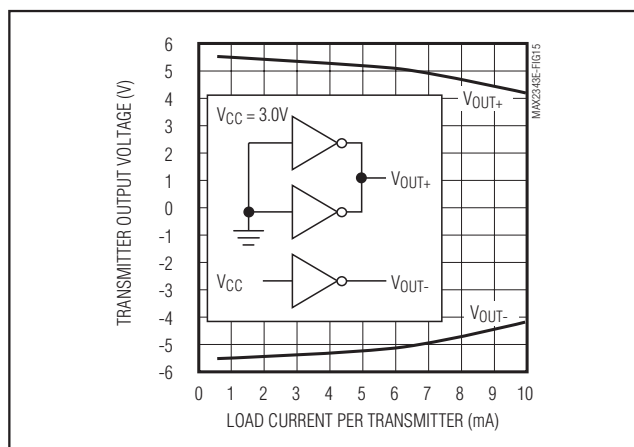 TRANSMITTER OUTPUT VOLTAGE (V)
6
5
4
3
2
1
0
-1
-2
-3
-4
-5
-6
VCC = 3.0V
VOUT+
VOUT+
VCC
VOUT-
VOUT-
MAX2343E-FIG15
0 1 2 3 4 5 6 7 8 9 10
LOAD CURRENT PER TRANSMITTER (mA)